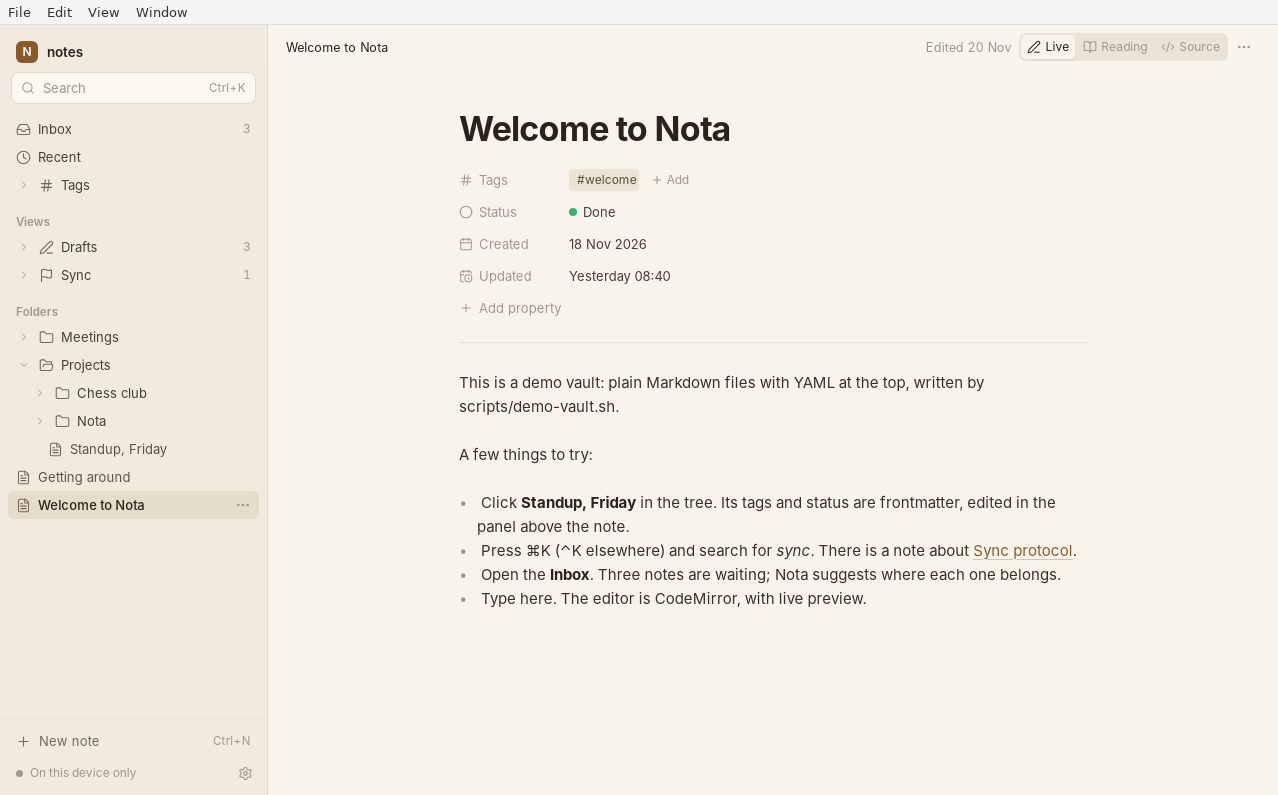 File Edit View Window
N notes
Search Ctrl+K
Inbox 3
Recent
Tags
Views
Drafts 3
Sync 1
Folders
Meetings
Projects
Chess club
Nota
Standup, Friday
Getting around
Welcome to Nota
New note Ctrl+N
On this device only
Welcome to Nota
Edited 20 Nov Live Reading Source
Welcome to Nota
Tags #welcome Add
Status Done
Created 18 Nov 2026
Updated Yesterday 08:40
Add property
This is a demo vault: plain Markdown files with YAML at the top, written by
scripts/demo-vault.sh.
A few things to try:
• Click Standup, Friday in the tree. Its tags and status are frontmatter, edited in the
panel above the note.
• Press ⌘K (^K elsewhere) and search for sync. There is a note about Sync protocol.
• Open the Inbox. Three notes are waiting; Nota suggests where each one belongs.
• Type here. The editor is CodeMirror, with live preview.